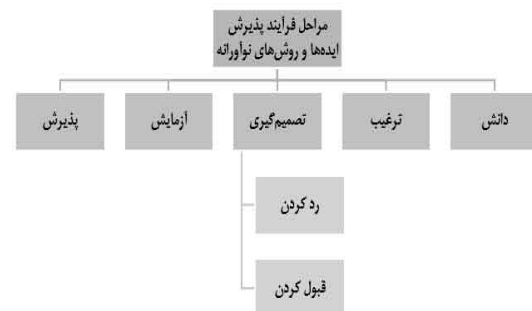 مراحل فرآیند پذیرش
ایده‌ها و روش‌های نوآورانه
دانش
ترغیب
تصمیم‌گیری
آزمایش
پذیرش
رد کردن
قبول کردن